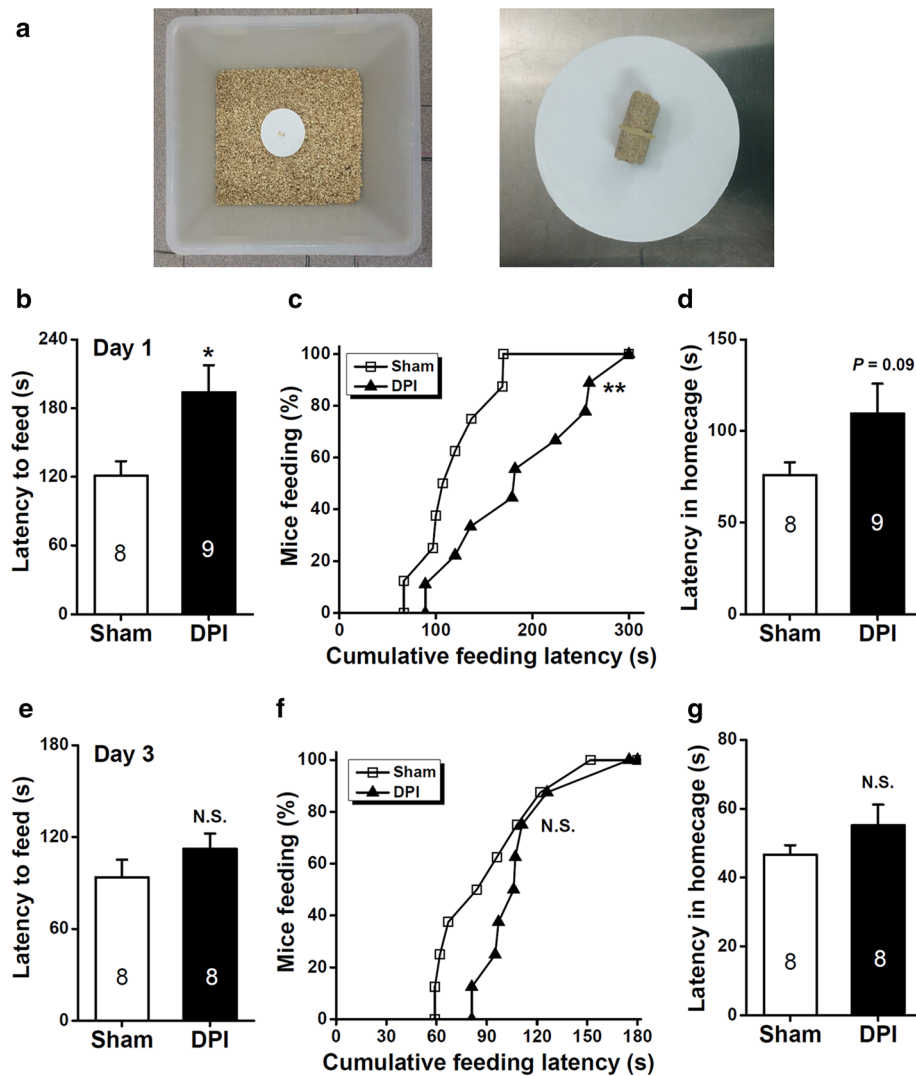 a
b
Day 1
240
180
120
60
0
Latency to feed (s)
*
8
9
Sham
DPI
c
Sham
DPI
100
80
60
40
20
0
Mice feeding (%)
**
0
100
200
300
Cumulative feeding latency (s)
d
150
100
50
0
Latency in homecage (s)
P = 0.09
8
9
Sham
DPI
e
Day 3
180
120
60
0
Latency to feed (s)
N.S.
8
8
Sham
DPI
f
Sham
DPI
100
80
60
40
20
0
Mice feeding (%)
N.S.
0
30
60
90
120
150
180
Cumulative feeding latency (s)
g
80
60
40
20
0
Latency in homecage (s)
N.S.
8
8
Sham
DPI